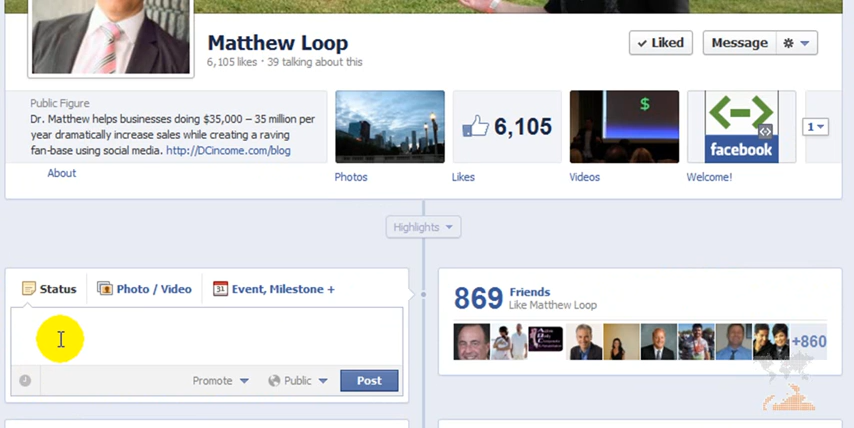 Matthew Loop
6,105 likes · 39 talking about this
Liked
Message
Public Figure
Dr. Matthew helps businesses doing $35,000 – 35 million per
year dramatically increase sales while creating a raving
fan-base using social media. http://DCincome.com/blog
About
6,105
$
facebook
1
Photos
Likes
Videos
Welcome!
Highlights
Status
Photo / Video
31
Event, Milestone +
Promote
Public
Post
869 Friends
Like Matthew Loop
+860